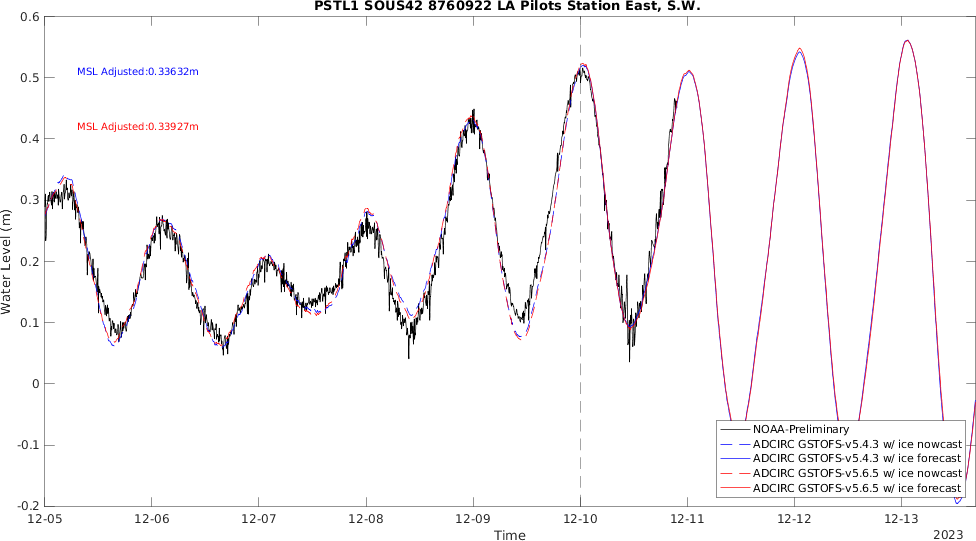 PSTL1 SOUS42 8760922 LA Pilots Station East, S.W.
0.6
0.5
0.4
0.3
0.2
0.1
0
-0.1
-0.2
Water Level (m)
MSL Adjusted:0.33632m
MSL Adjusted:0.33927m
NOAA-Preliminary
ADCIRC GSTOFS-v5.4.3 w/ ice nowcast
ADCIRC GSTOFS-v5.4.3 w/ ice forecast
ADCIRC GSTOFS-v5.6.5 w/ ice nowcast
ADCIRC GSTOFS-v5.6.5 w/ ice forecast
12-05 12-06 12-07 12-08 12-09 12-10 12-11 12-12 12-13
Time
2023